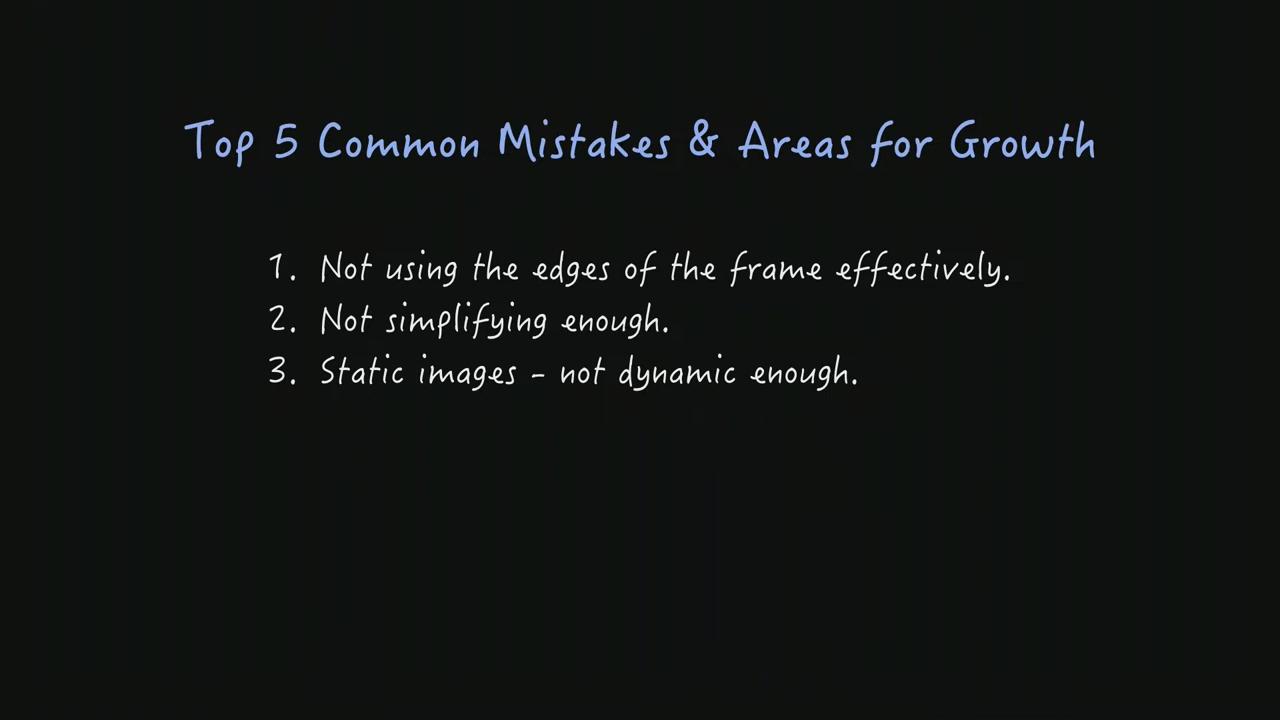 Top 5 Common Mistakes & Areas for Growth
1. Not using the edges of the frame effectively.
2. Not simplifying enough.
3. Static images - not dynamic enough.